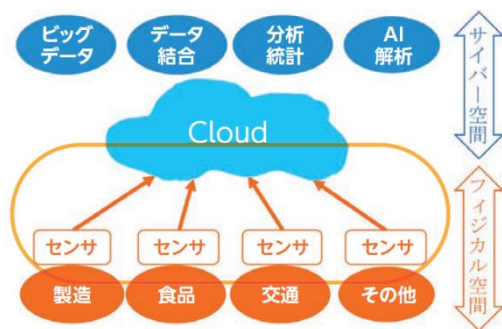 ビッグ
データ
データ
結合
分析
統計
AI
解析
サイバー空間
Cloud
フィジカル空間
センサ
センサ
センサ
センサ
製造
食品
交通
その他